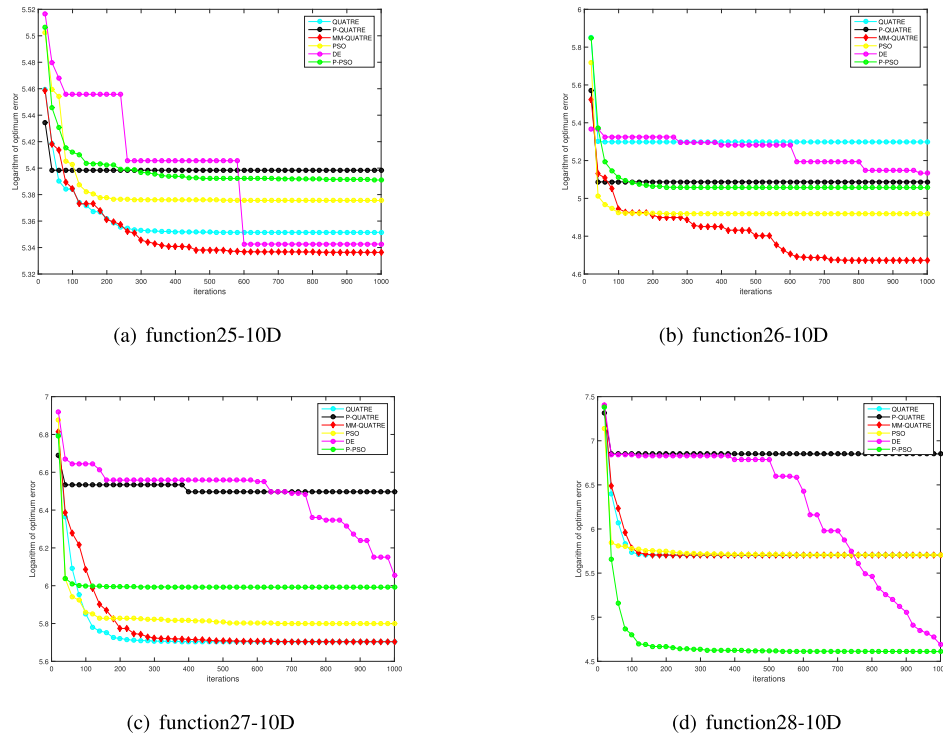 5.52
5.5
5.48
5.46
5.44
5.42
5.4
5.38
5.36
5.34
5.32
Logarithm of optimum error
QUATRE
P-QUATRE
MM-QUATRE
PSO
DE
P-PSO
0 100 200 300 400 500 600 700 800 900 1000
iterations
(a) function25-10D
6
5.8
5.6
5.4
5.2
5
4.8
4.6
Logarithm of optimum error
QUATRE
P-QUATRE
MM-QUATRE
PSO
DE
P-PSO
0 100 200 300 400 500 600 700 800 900 1000
iterations
(b) function26-10D
7
6.8
6.6
6.4
6.2
6
5.8
5.6
Logarithm of optimum error
QUATRE
P-QUATRE
MM-QUATRE
PSO
DE
P-PSO
0 100 200 300 400 500 600 700 800 900 1000
iterations
(c) function27-10D
7.5
7
6.5
6
5.5
5
4.5
Logarithm of optimum error
QUATRE
P-QUATRE
MM-QUATRE
PSO
DE
P-PSO
0 100 200 300 400 500 600 700 800 900 1000
iterations
(d) function28-10D